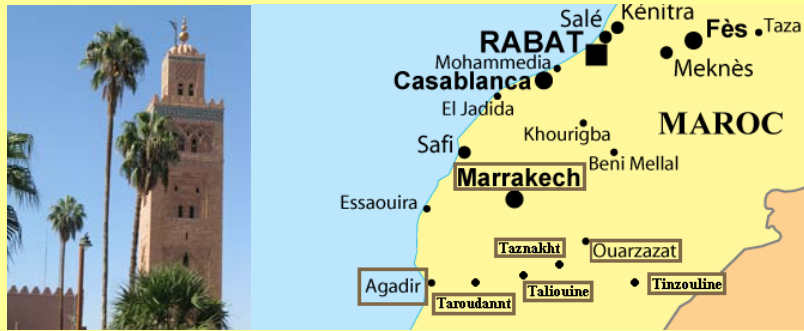 Kénitra
Salé
Fès
Taza
RABAT
Mohammedia
Meknès
Casablanca
El Jadida
Khouribga
MAROC
Safi
Beni Mellal
Marrakech
Essaouira
Taznakht
Ouarzazat
Agadir
Taliouine
Tinzouline
Taroudannt